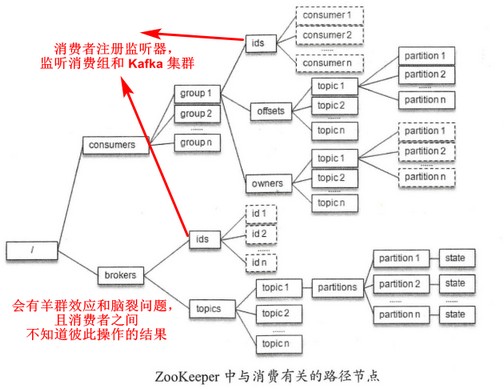 消费者注册监听器，
监听消费组和 Kafka 集群
ids
consumer 1
consumer 2
......
consumer n
group 1
group 2
......
group n
offsets
topic 1
topic 2
......
topic n
partition 1
partition 2
......
partition n
consumers
owners
topic 1
topic 2
......
topic n
partition 1
partition 2
......
partition n
/
brokers
ids
id 1
id 2
......
id n
topics
topic 1
topic 2
......
topic n
partitions
partition 1
state
partition 2
state
......
partition n
state
会有羊群效应和脑裂问题，
且消费者之间
不知道彼此操作的结果
ZooKeeper 中与消费有关的路径节点